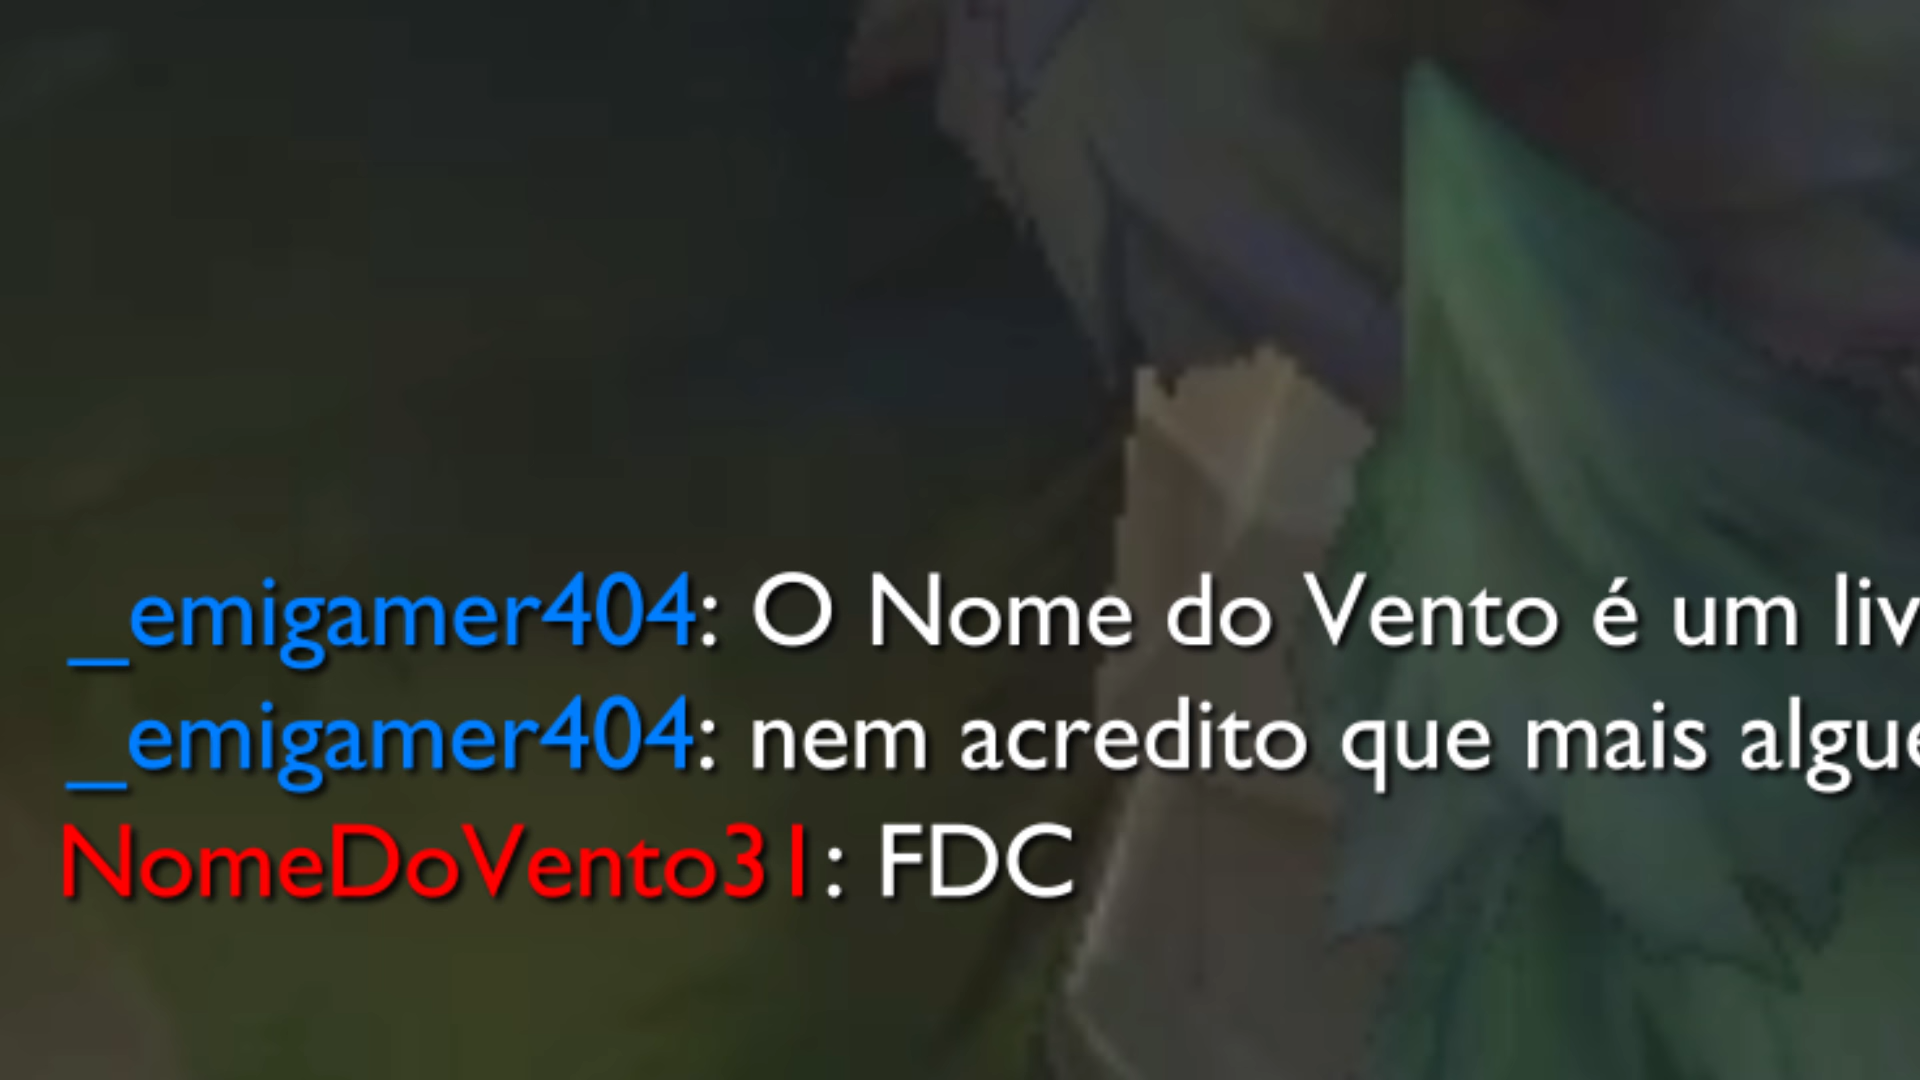 _emigamer404: O Nome do Vento é um liv
_emigamer404: nem acredito que mais algue
NomeDoVento31: FDC